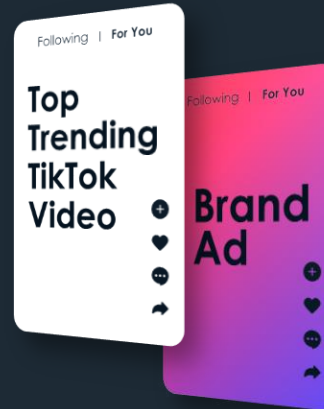 Following | For You
Top
Trending
TikTok
Video
Following | For You
Brand
Ad